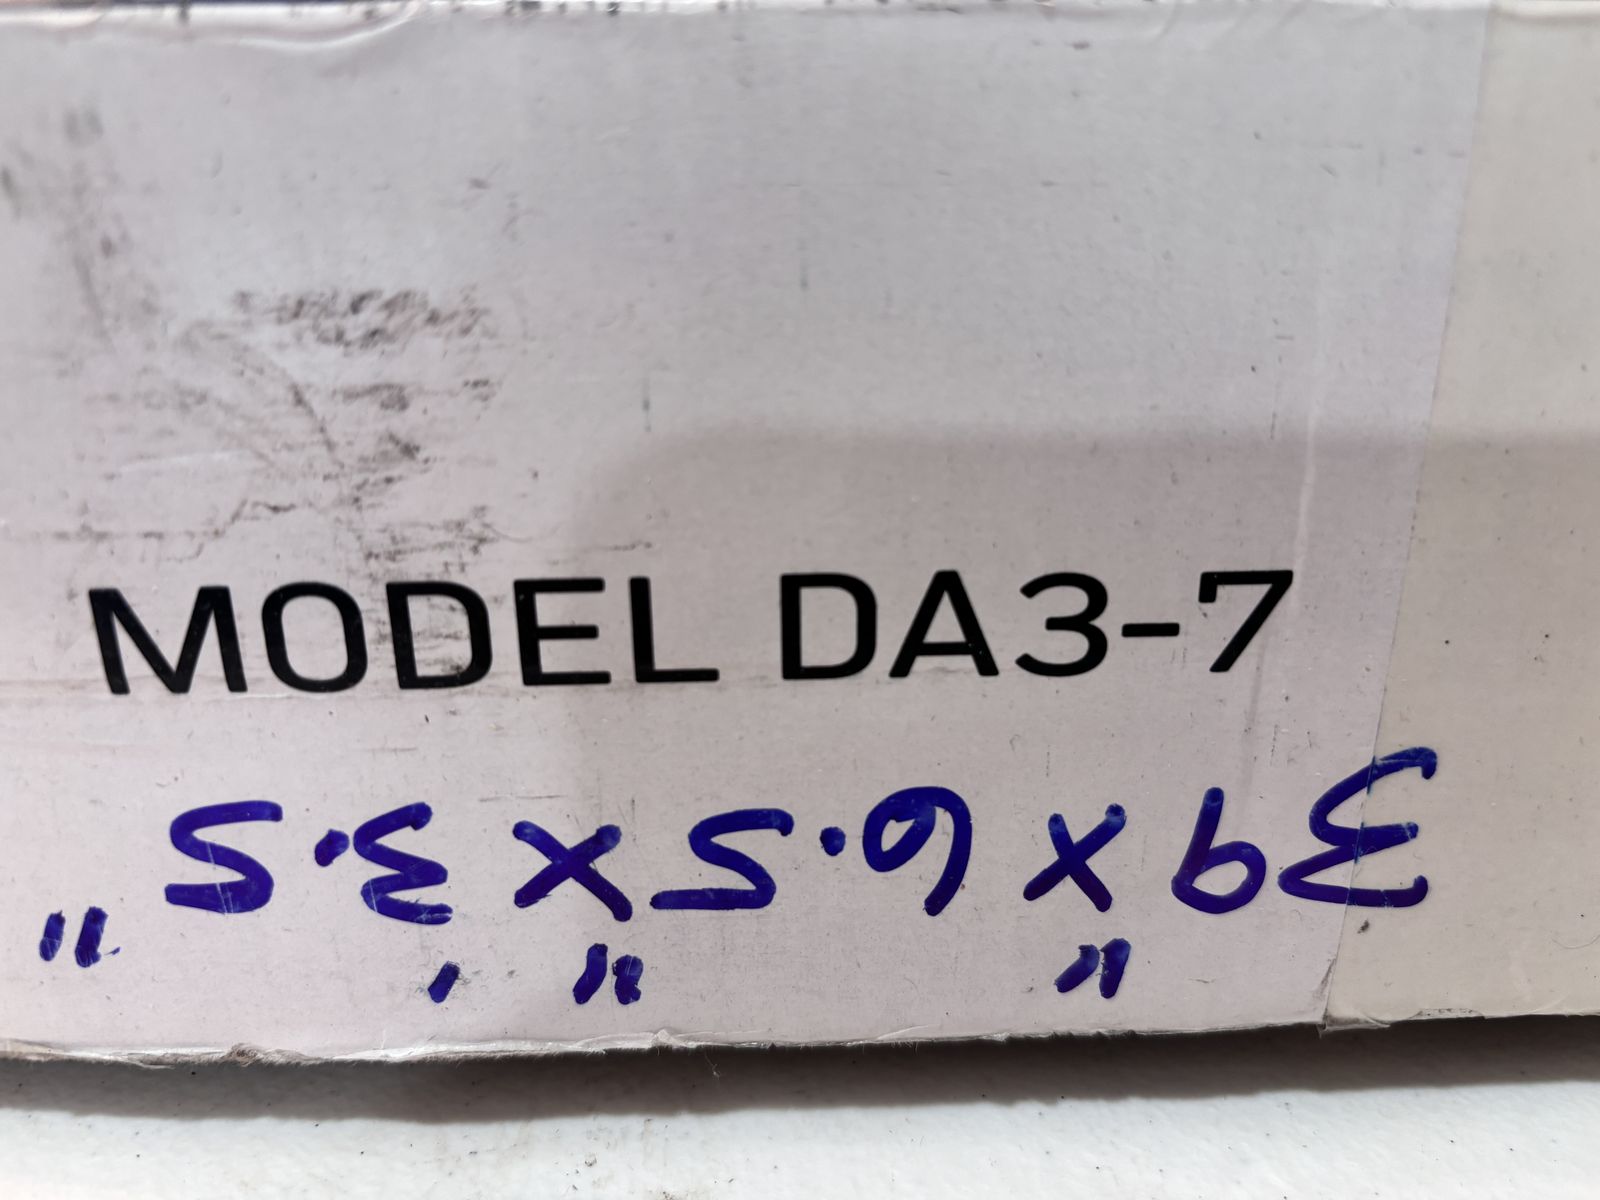 MODEL DA3-7
39" X 6.5" X 3.5"